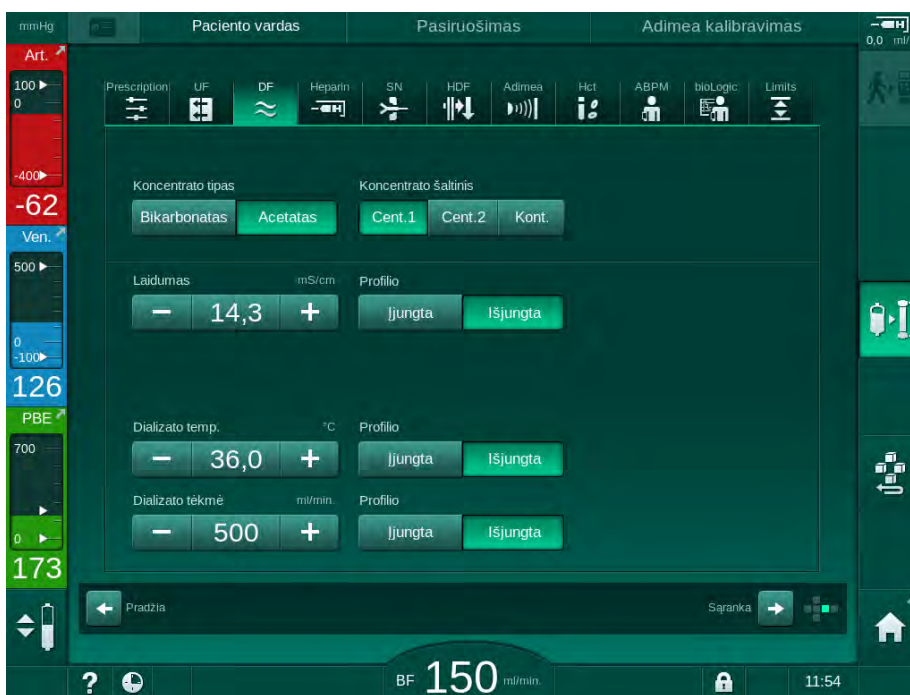 mmHg Paciento vardas Pasiruošimas Adimea kalibravimas
0,0 ml/
Art.
100
0
-400
-62
Ven.
500
0
-100
126
PBE
700
0
173
Prescription UF DF Heparin SN HDF Adimea Hct ABPM bioLogic Limits
Koncentrato tipas Koncentrato šaltinis
Bikarbonatas Acetatas Cent.1 Cent.2 Kont.
Laidumas mS/cm Profilio
− 14,3 + Įjungta Išjungta
Dializato temp. °C Profilio
− 36,0 + Įjungta Išjungta
Dializato tėkmė ml/min. Profilio
− 500 + Įjungta Išjungta
Pradžia Sąranka
? BF 150 ml/min. 11:54